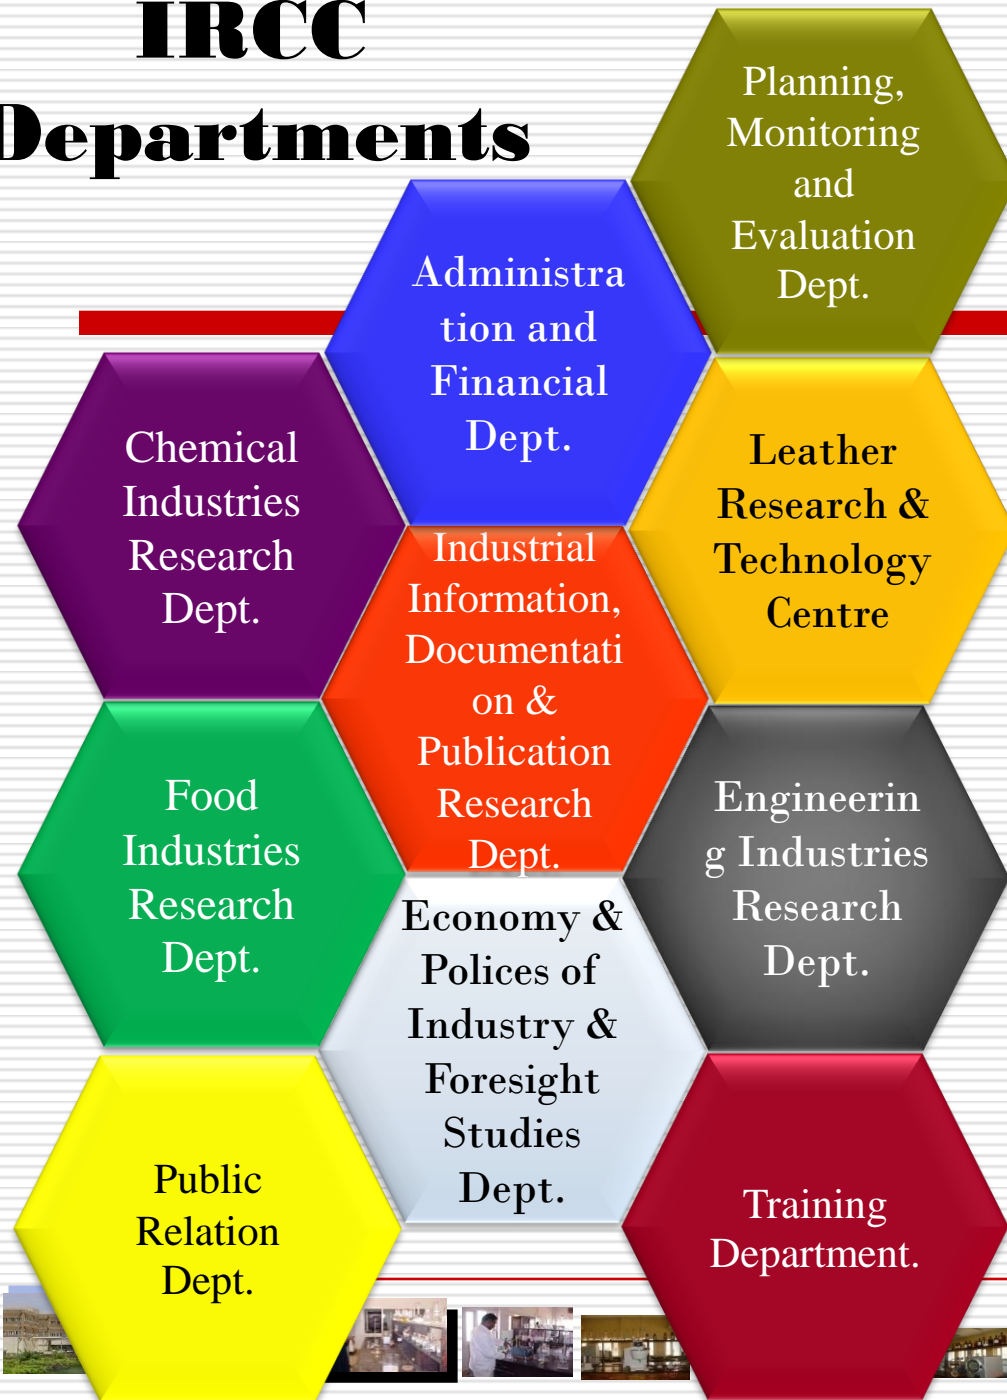 IRCC
Departments
Planning,
Monitoring
and
Evaluation
Dept.
Administra
tion and
Financial
Dept.
Chemical
Industries
Research
Dept.
Leather
Research &
Technology
Centre
Industrial
Information,
Documentati
on &
Publication
Research
Dept.
Food
Industries
Research
Dept.
Engineerin
g Industries
Research
Dept.
Economy &
Polices of
Industry &
Foresight
Studies
Dept.
Public
Relation
Dept.
Training
Department.